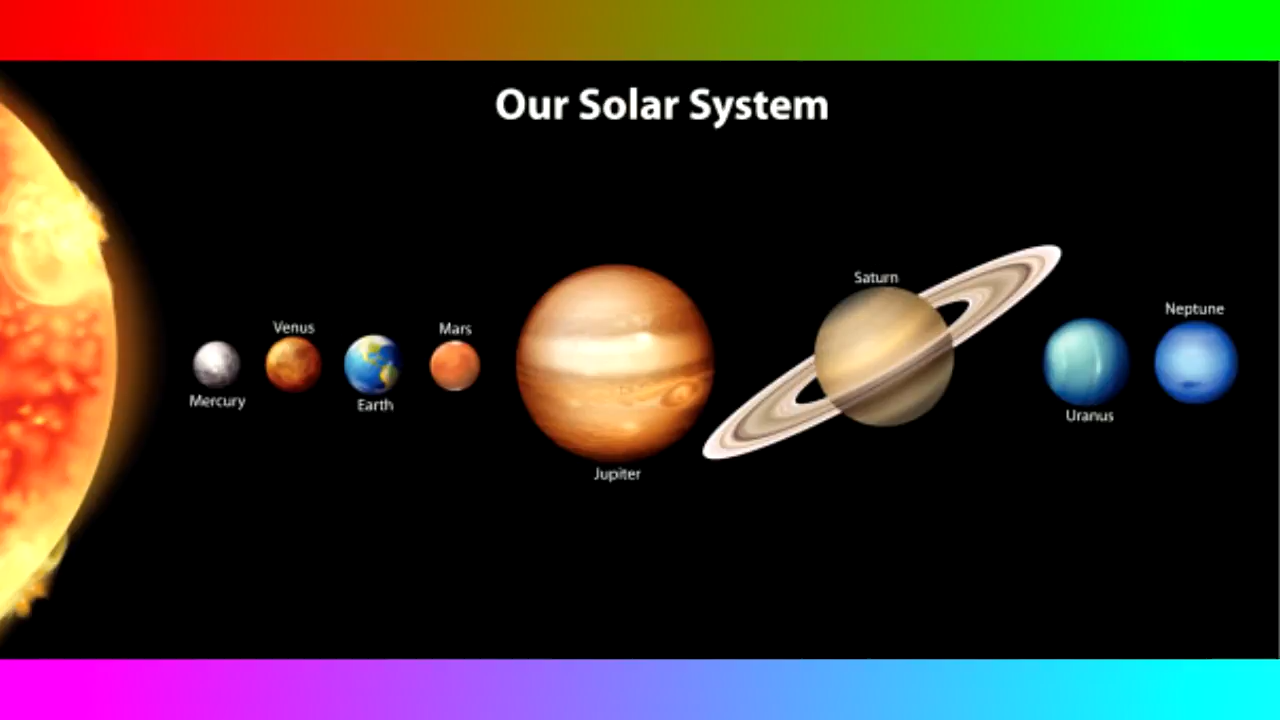 Our Solar System
Mercury
Venus
Earth
Mars
Jupiter
Saturn
Uranus
Neptune